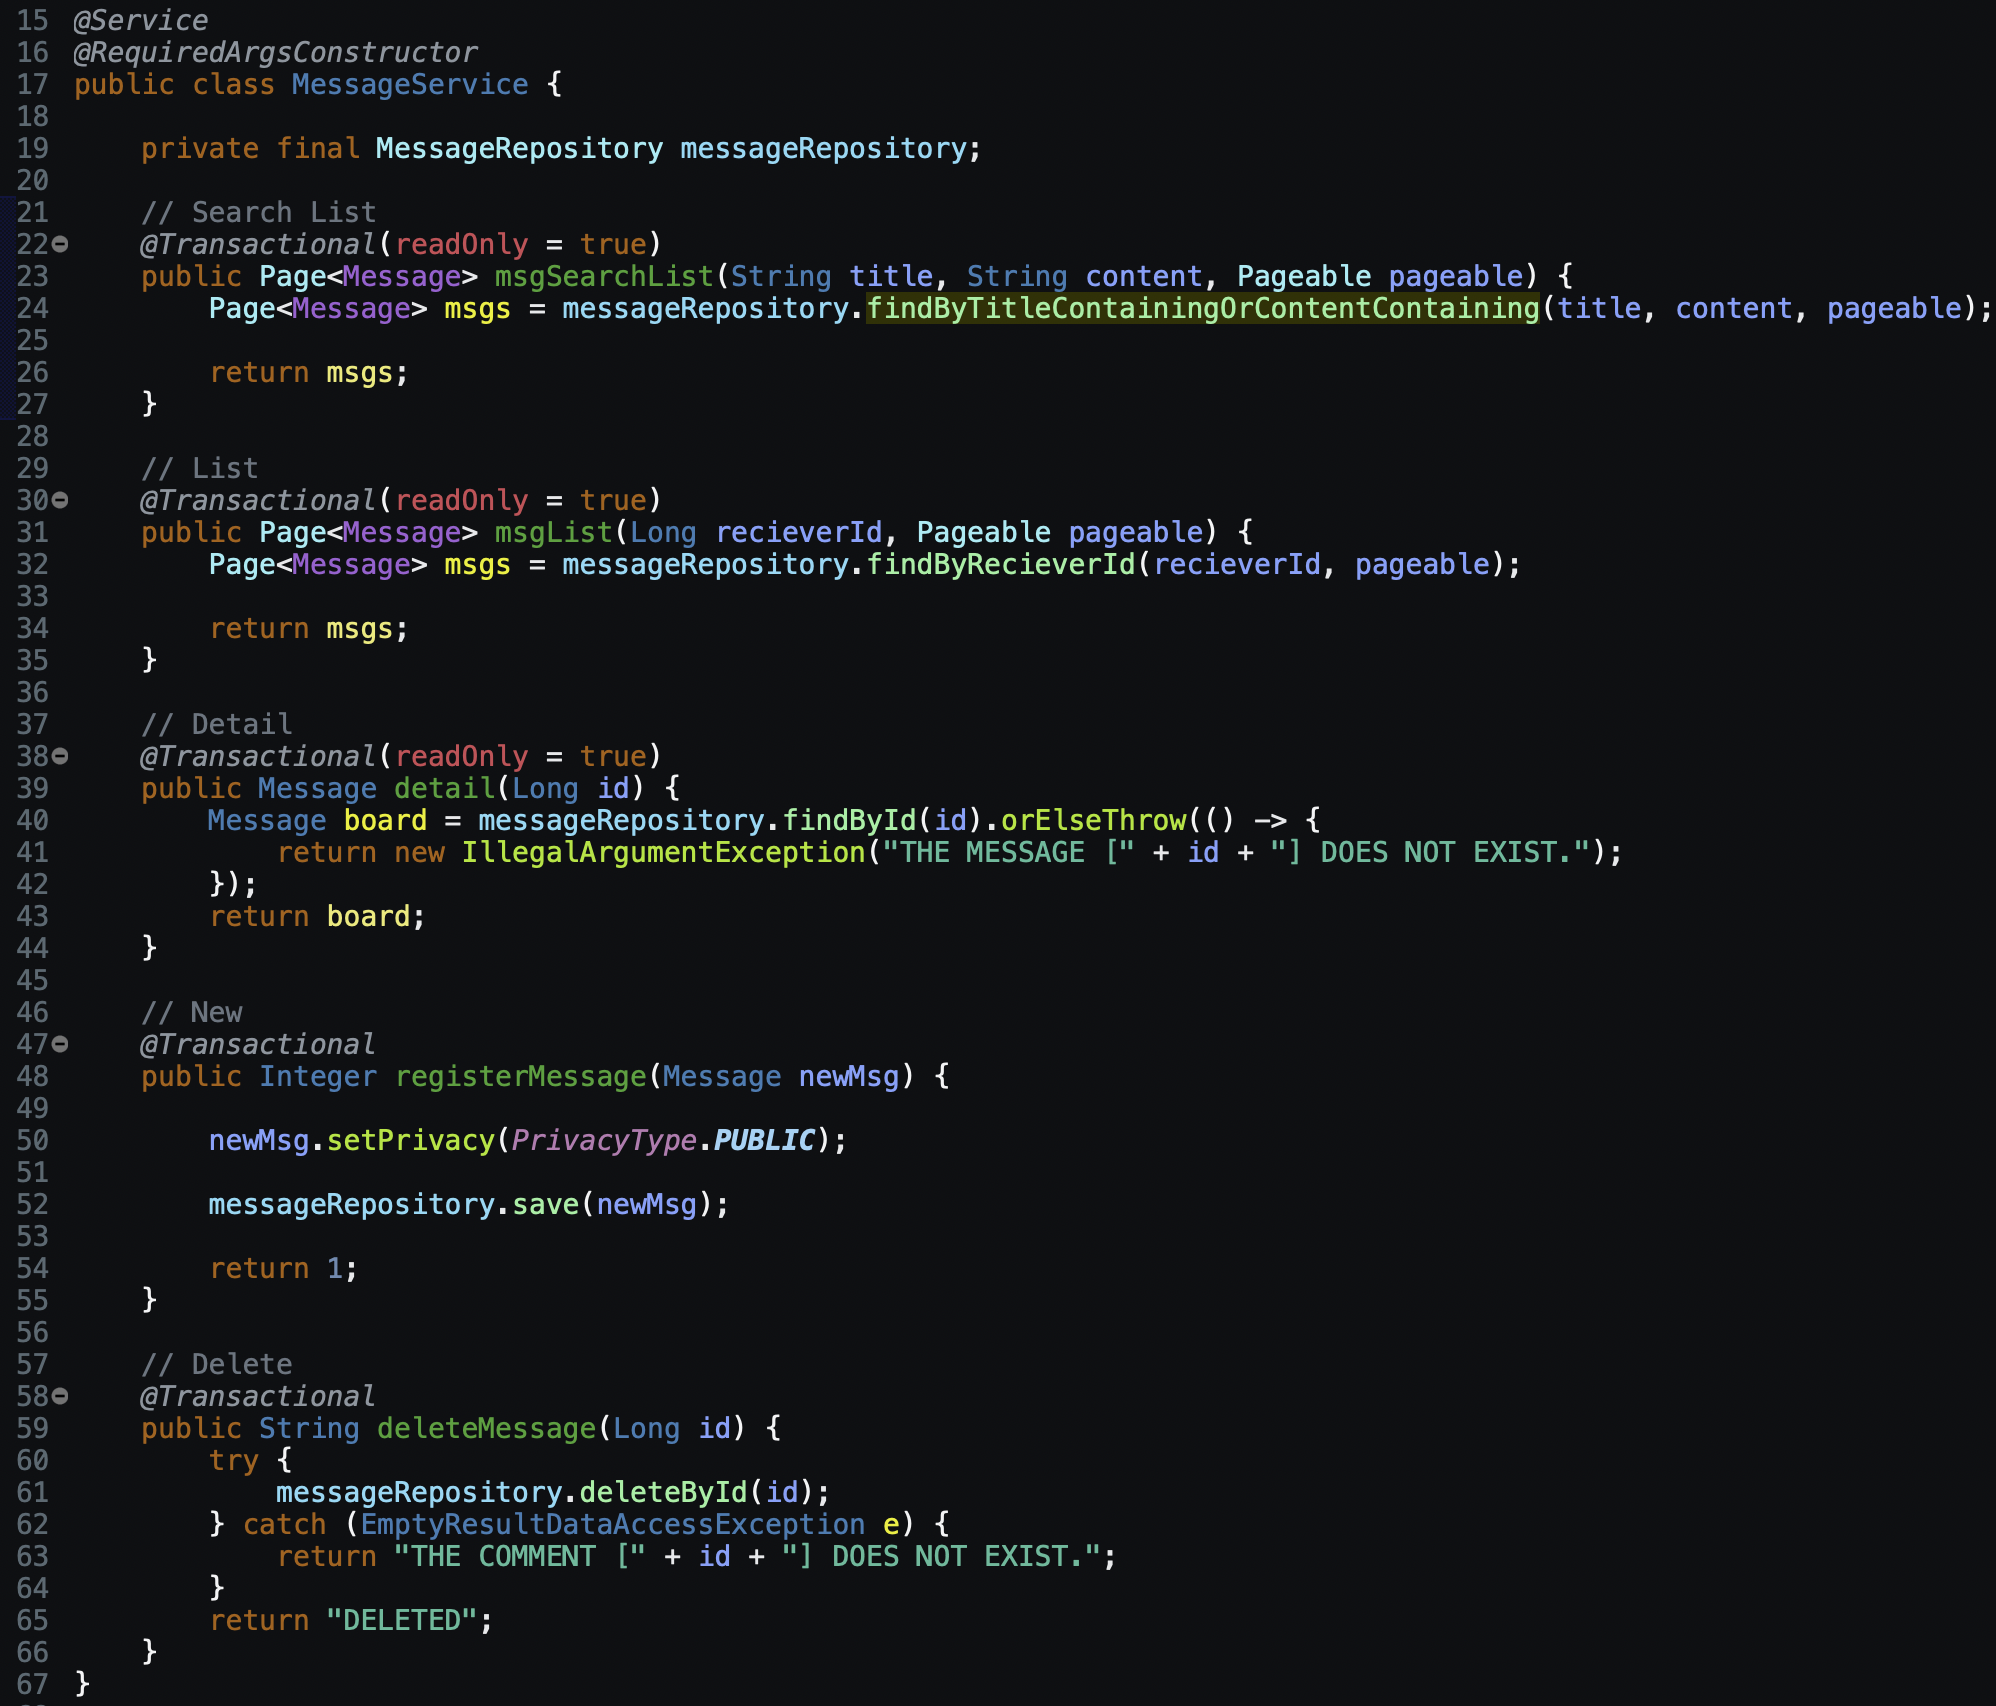 15 @Service
16 @RequiredArgsConstructor
17 public class MessageService {
18
19     private final MessageRepository messageRepository;
20
21     // Search List
22     @Transactional(readOnly = true)
23     public Page<Message> msgSearchList(String title, String content, Pageable pageable) {
24         Page<Message> msgs = messageRepository.findByTitleContainingOrContentContaining(title, content, pageable);
25
26         return msgs;
27     }
28
29     // List
30     @Transactional(readOnly = true)
31     public Page<Message> msgList(Long recieverId, Pageable pageable) {
32         Page<Message> msgs = messageRepository.findByRecieverId(recieverId, pageable);
33
34         return msgs;
35     }
36
37     // Detail
38     @Transactional(readOnly = true)
39     public Message detail(Long id) {
40         Message board = messageRepository.findById(id).orElseThrow(() -> {
41             return new IllegalArgumentException("THE MESSAGE [" + id + "] DOES NOT EXIST.");
42         });
43         return board;
44     }
45
46     // New
47     @Transactional
48     public Integer registerMessage(Message newMsg) {
49
50         newMsg.setPrivacy(PrivacyType.PUBLIC);
51
52         messageRepository.save(newMsg);
53
54         return 1;
55     }
56
57     // Delete
58     @Transactional
59     public String deleteMessage(Long id) {
60         try {
61             messageRepository.deleteById(id);
62         } catch (EmptyResultDataAccessException e) {
63             return "THE COMMENT [" + id + "] DOES NOT EXIST.";
64         }
65         return "DELETED";
66     }
67 }